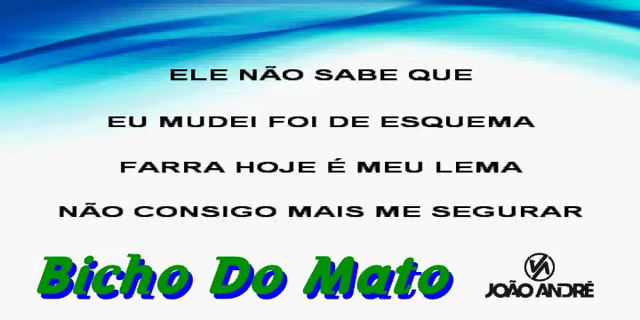 ELE NÃO SABE QUE
EU MUDEI FOI DE ESQUEMA
FARRA HOJE É MEU LEMA
NÃO CONSIGO MAIS ME SEGURAR
Bicho Do Mato
JOÃO ANDRÉ